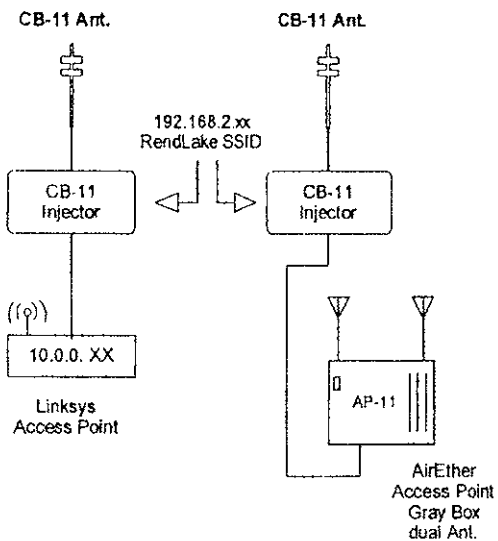 CB-11 Ant.
CB-11 Ant.
192.168.2.xx
RendLake SSID
CB-11
Injector
CB-11
Injector
10.0.0. XX
Linksys
Access Point
AP-11
AirEther
Access Point
Gray Box
dual Ant.